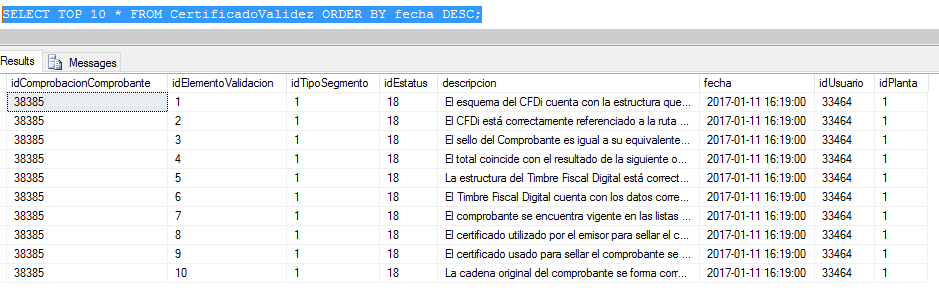 SELECT TOP 10 * FROM CertificadoValidez ORDER BY fecha DESC;
Results Messages
idComprobacionComprobante idElementoValidacion idTipoSegmento idEstatus descripcion fecha idUsuario idPlanta
38385 1 1 18 El esquema del CFDi cuenta con la estructura que... 2017-01-11 16:19:00 33464 1
38385 2 1 18 El CFDi está correctamente referenciado a la ruta ... 2017-01-11 16:19:00 33464 1
38385 3 1 18 El sello del Comprobante es igual a su equivalente... 2017-01-11 16:19:00 33464 1
38385 4 1 18 El total coincide con el resultado de la siguiente o... 2017-01-11 16:19:00 33464 1
38385 5 1 18 La estructura del Timbre Fiscal Digital está correct... 2017-01-11 16:19:00 33464 1
38385 6 1 18 El Timbre Fiscal Digital cuenta con los datos corre... 2017-01-11 16:19:00 33464 1
38385 7 1 18 El comprobante se encuentra vigente en las listas ... 2017-01-11 16:19:00 33464 1
38385 8 1 18 El certificado utilizado por el emisor para sellar el c... 2017-01-11 16:19:00 33464 1
38385 9 1 18 El certificado usado para sellar el comprobante se ... 2017-01-11 16:19:00 33464 1
38385 10 1 18 La cadena original del comprobante se forma corr... 2017-01-11 16:19:00 33464 1